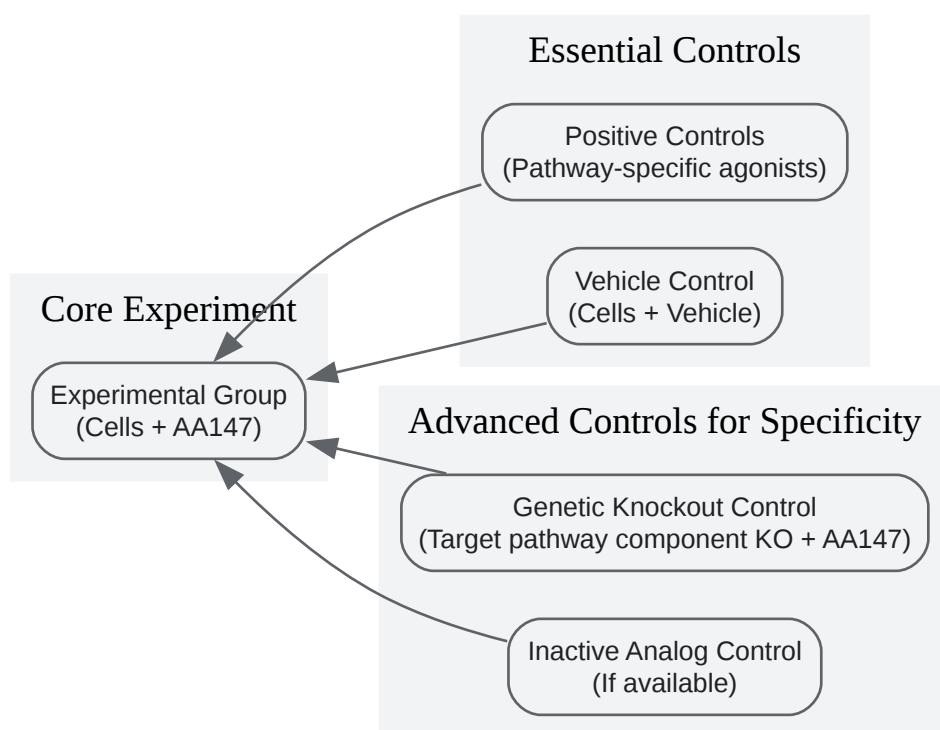 Essential Controls
Positive Controls
(Pathway-specific agonists)
Vehicle Control
(Cells + Vehicle)
Core Experiment
Experimental Group
(Cells + AA147)
Advanced Controls for Specificity
Genetic Knockout Control
(Target pathway component KO + AA147)
Inactive Analog Control
(If available)